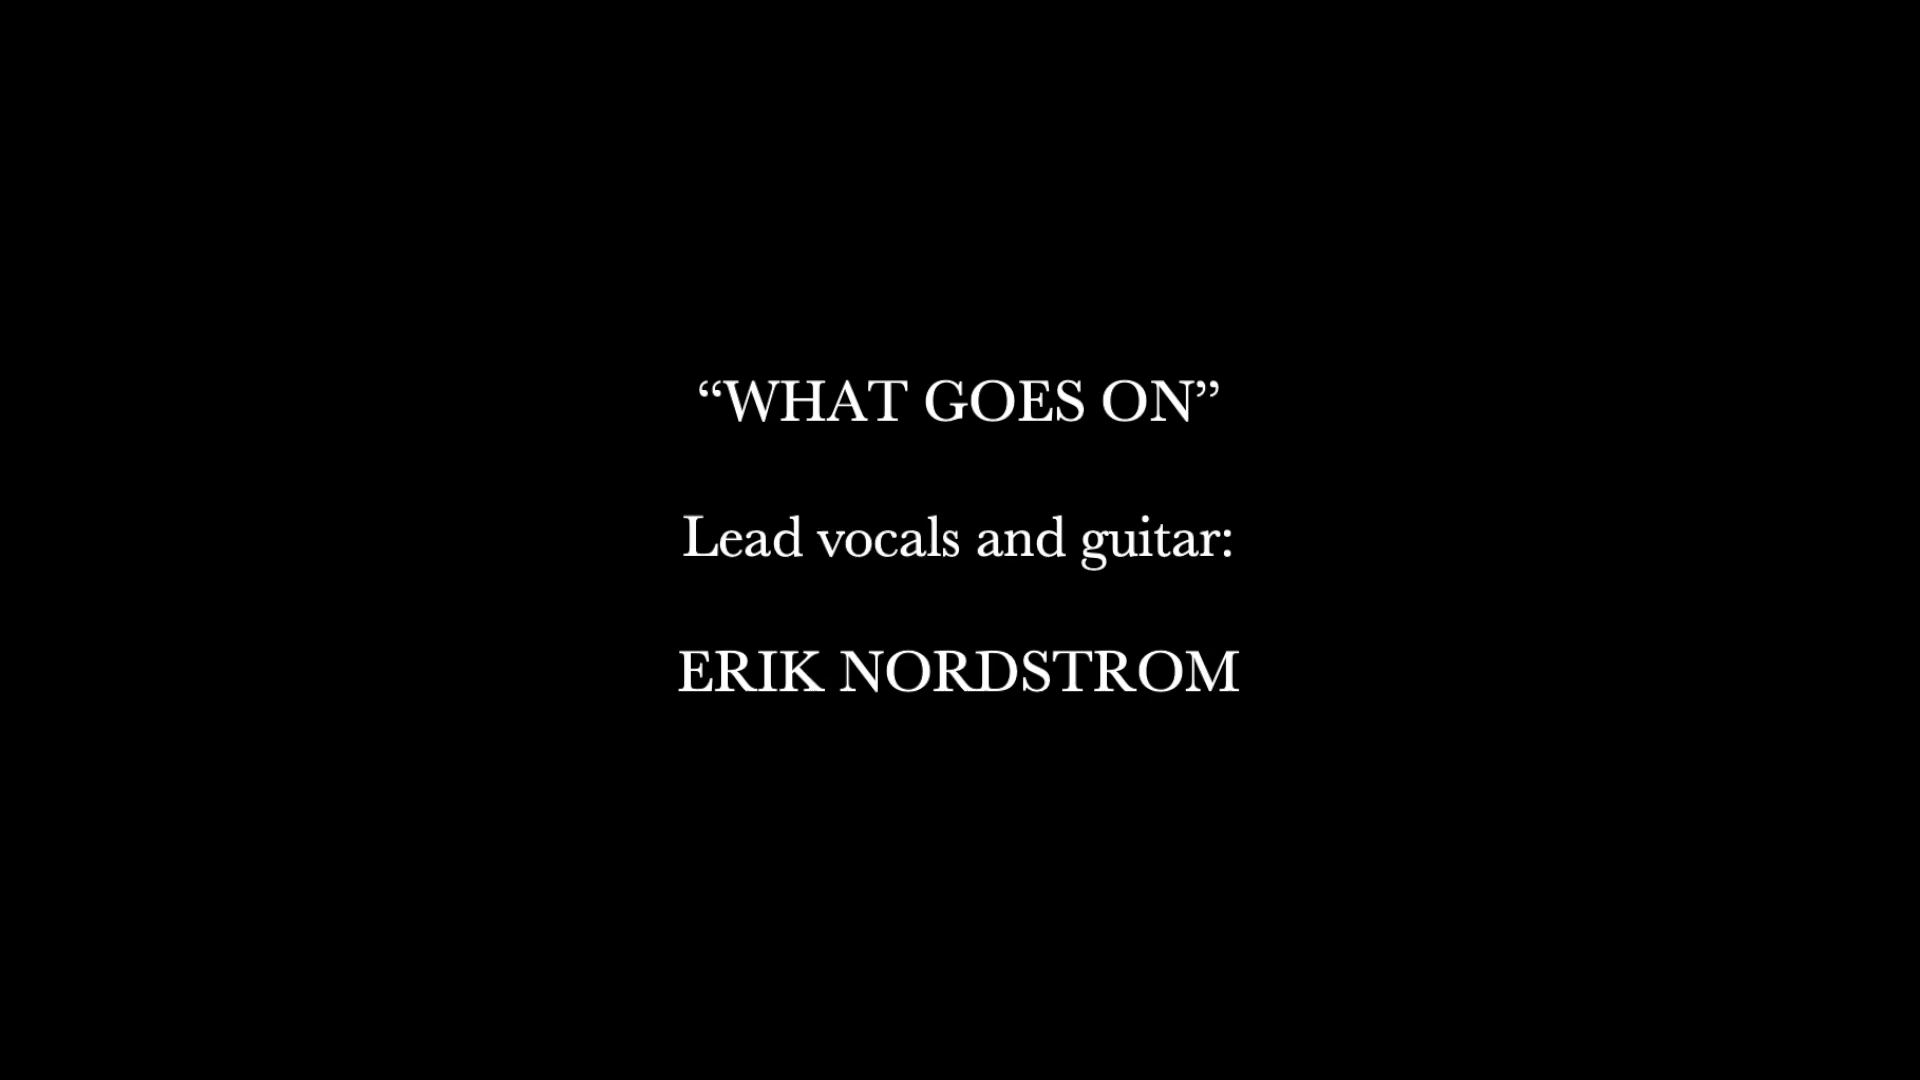 “WHAT GOES ON”
Lead vocals and guitar:
ERIK NORDSTROM